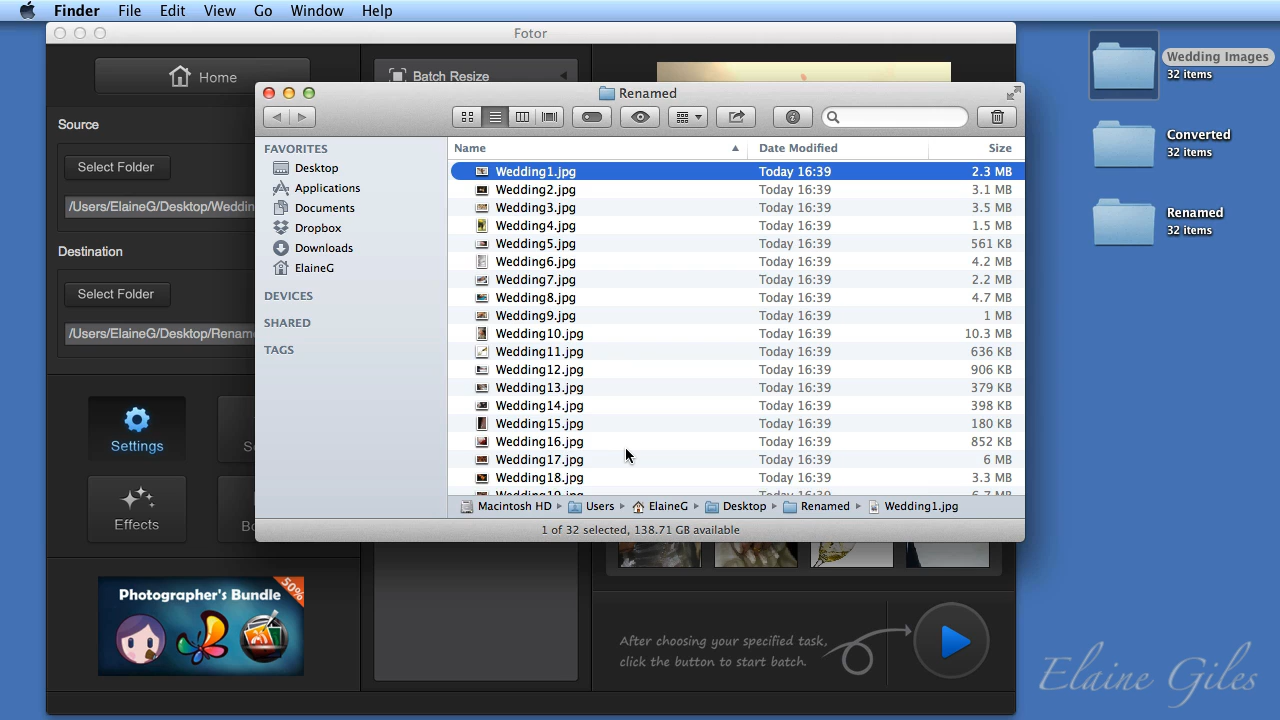 Finder File Edit View Go Window Help
Fotor
Home
Batch Resize
Source
Select Folder
/Users/ElaineG/Desktop/Weddin
Destination
Select Folder
/Users/ElaineG/Desktop/Renam
Settings
Effects
Photographer's Bundle
50%
Renamed
FAVORITES
Desktop
Applications
Documents
Dropbox
Downloads
ElaineG
DEVICES
SHARED
TAGS
Name Date Modified Size
Wedding1.jpg Today 16:39 2.3 MB
Wedding2.jpg Today 16:39 3.1 MB
Wedding3.jpg Today 16:39 3.5 MB
Wedding4.jpg Today 16:39 1.5 MB
Wedding5.jpg Today 16:39 561 KB
Wedding6.jpg Today 16:39 4.2 MB
Wedding7.jpg Today 16:39 2.2 MB
Wedding8.jpg Today 16:39 4.7 MB
Wedding9.jpg Today 16:39 1 MB
Wedding10.jpg Today 16:39 10.3 MB
Wedding11.jpg Today 16:39 636 KB
Wedding12.jpg Today 16:39 906 KB
Wedding13.jpg Today 16:39 379 KB
Wedding14.jpg Today 16:39 398 KB
Wedding15.jpg Today 16:39 180 KB
Wedding16.jpg Today 16:39 852 KB
Wedding17.jpg Today 16:39 6 MB
Wedding18.jpg Today 16:39 3.3 MB
Macintosh HD Users ElaineG Desktop Renamed Wedding1.jpg
1 of 32 selected, 138.71 GB available
After choosing your specified task,
click the button to start batch.
Wedding Images
32 items
Converted
32 items
Renamed
32 items
Elaine Giles